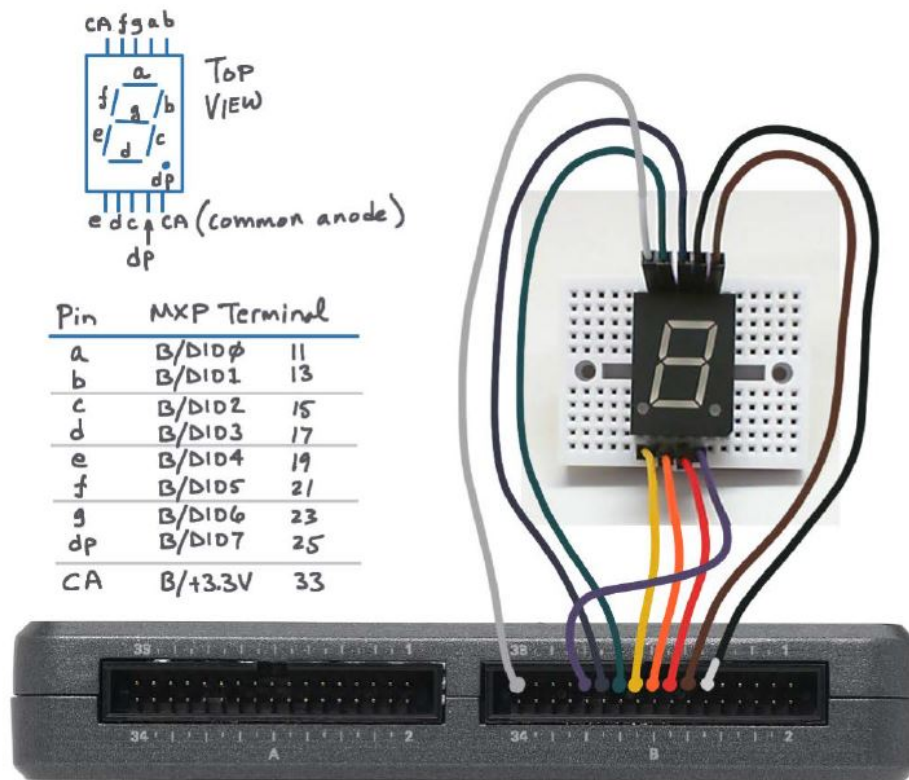 CA f g a b
TOP
VIEW
a
f
b
g
e
c
d
dp
e d c CA (common anode)
dp
Pin MXP Terminal
a B/DIO0 11
b B/DIO1 13
c B/DIO2 15
d B/DIO3 17
e B/DIO4 19
f B/DIO5 21
g B/DIO6 23
dp B/DIO7 25
CA B/+3.3V 33
1
1
34 2
34 2
A
B